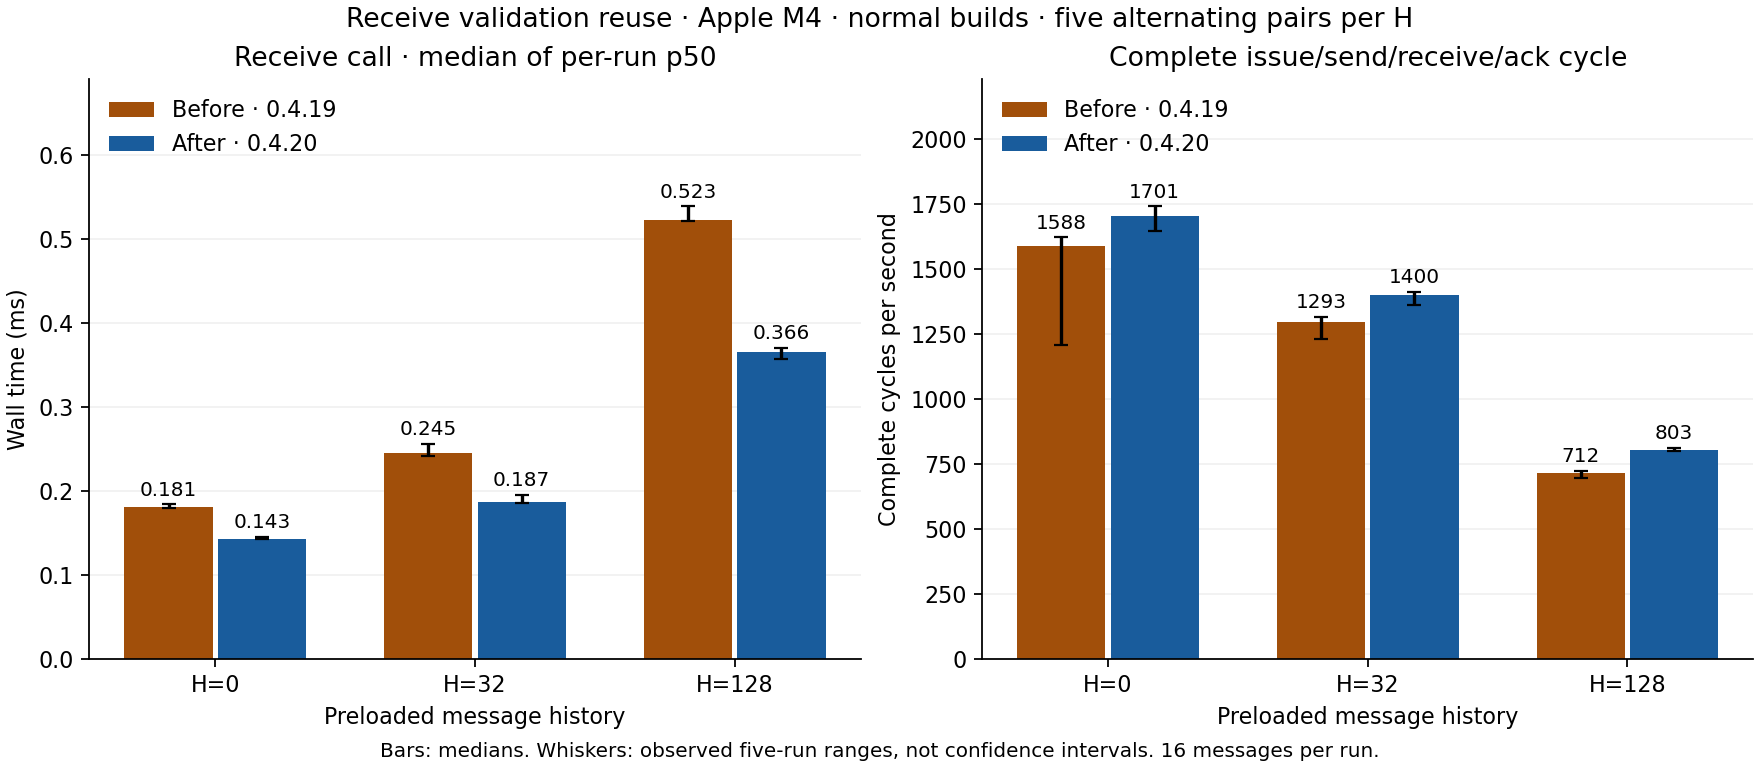 Receive validation reuse · Apple M4 · normal builds · five alternating pairs per H
Receive call · median of per-run p50
Before · 0.4.19
After · 0.4.20
Wall time (ms)
0.6
0.5
0.4
0.3
0.2
0.1
0.0
0.181
0.143
0.245
0.187
0.523
0.366
H=0
H=32
H=128
Preloaded message history
Complete issue/send/receive/ack cycle
Before · 0.4.19
After · 0.4.20
Complete cycles per second
2000
1750
1500
1250
1000
750
500
250
0
1588
1701
1293
1400
712
803
H=0
H=32
H=128
Preloaded message history
Bars: medians. Whiskers: observed five-run ranges, not confidence intervals. 16 messages per run.